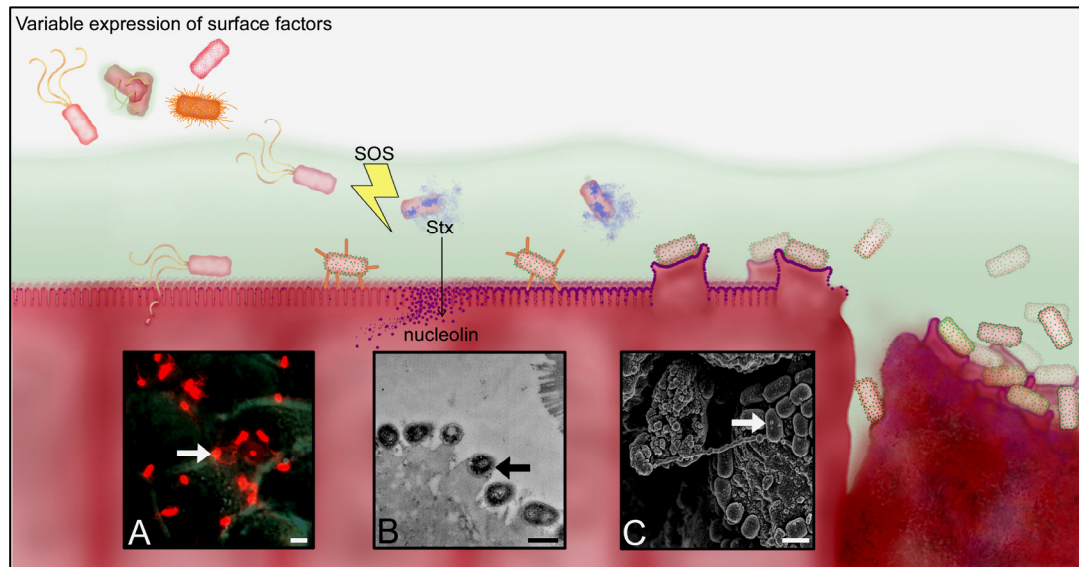 Variable expression of surface factors
SOS
Stx
nucleolin
A
B
C